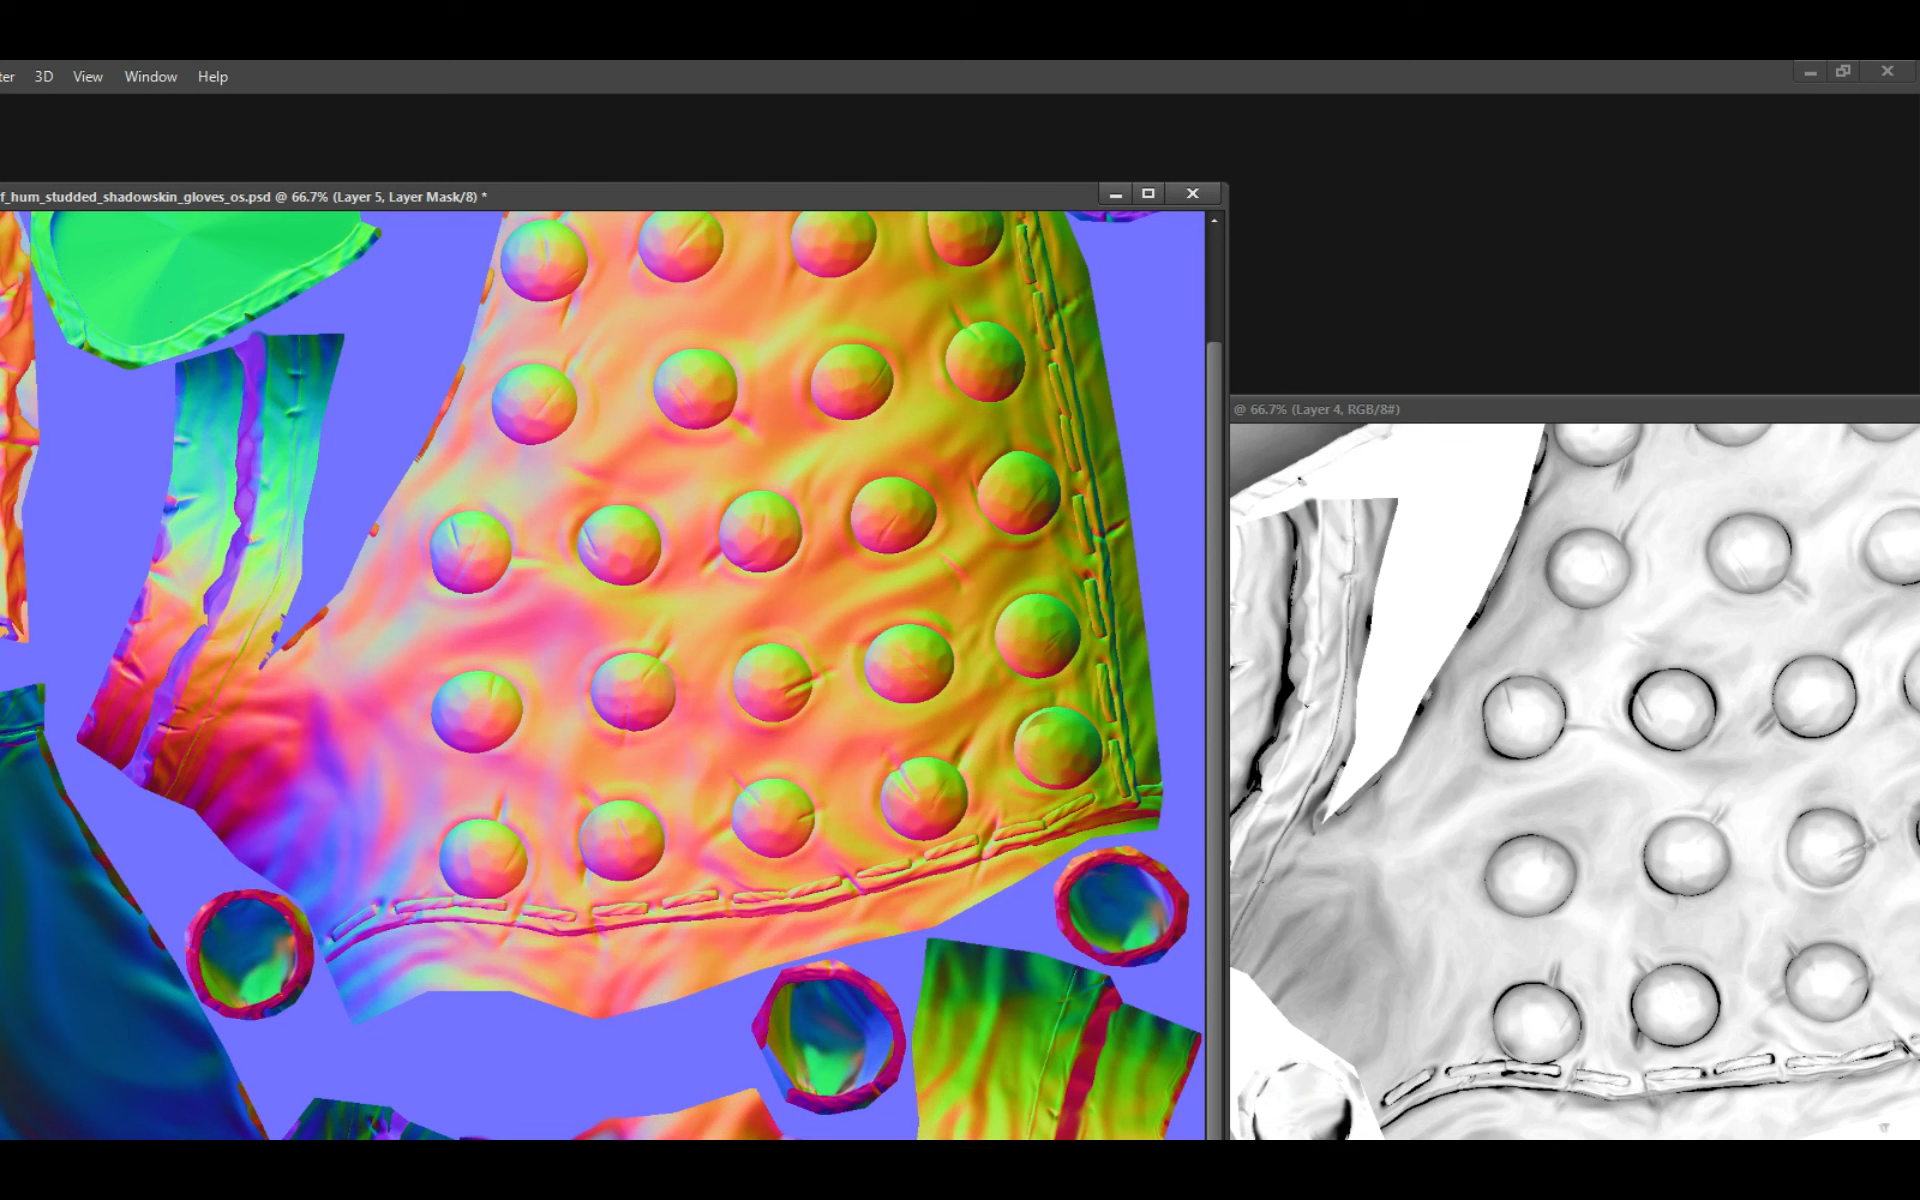 ter 3D View Window Help
f_hum_studded_shadowskin_gloves_os.psd @ 66.7% (Layer 5, Layer Mask/8) *
@ 66.7% (Layer 4, RGB/8#)